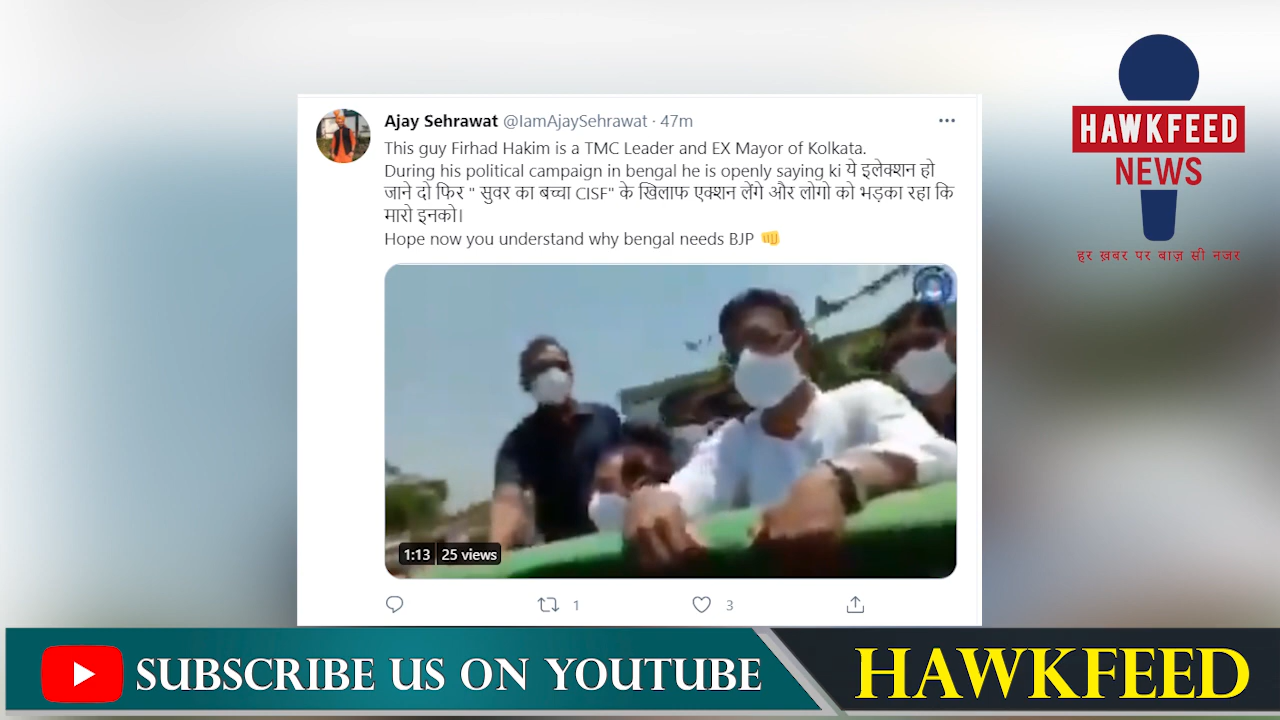 Ajay Sehrawat @IamAjaySehrawat · 47m
This guy Firhad Hakim is a TMC Leader and EX Mayor of Kolkata.
During his political campaign in bengal he is openly saying ki ये इलेक्शन हो
जाने दो फिर " सुवर का बच्चा CISF" के खिलाफ एक्शन लेंगे और लोगो को भड़का रहा कि
मारो इनको।
Hope now you understand why bengal needs BJP 👊
1:13 25 views
1 3
HAWKFEED
NEWS
हर ख़बर पर बाज़ सी नजर
SUBSCRIBE US ON YOUTUBE
HAWKFEED